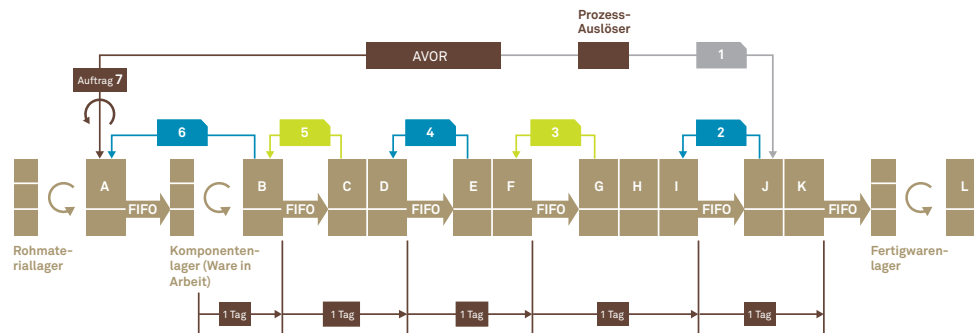 Prozess-
Auslöser
AVOR
1
Auftrag 7
6
5
4
3
2
A
B
C
D
E
F
G
H
I
J
K
L
FIFO
FIFO
FIFO
FIFO
FIFO
FIFO
Rohmate-
riallager
Komponenten-
lager (Ware in
Arbeit)
Fertigwaren-
lager
1 Tag
1 Tag
1 Tag
1 Tag
1 Tag